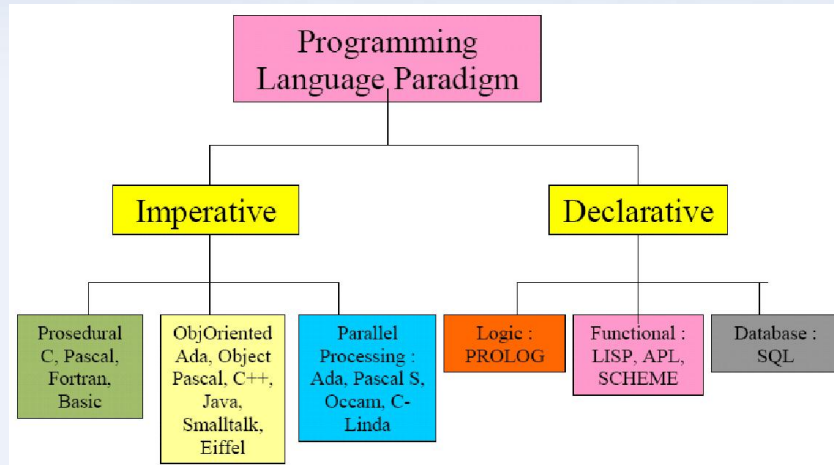 Programming
Language Paradigm
Imperative
Declarative
Prosedural
C, Pascal,
Fortran,
Basic
ObjOriented
Ada, Object
Pascal, C++,
Java,
Smalltalk,
Eiffel
Parallel
Processing :
Ada, Pascal S,
Occam, C-
Linda
Logic :
PROLOG
Functional :
LISP, APL,
SCHEME
Database :
SQL